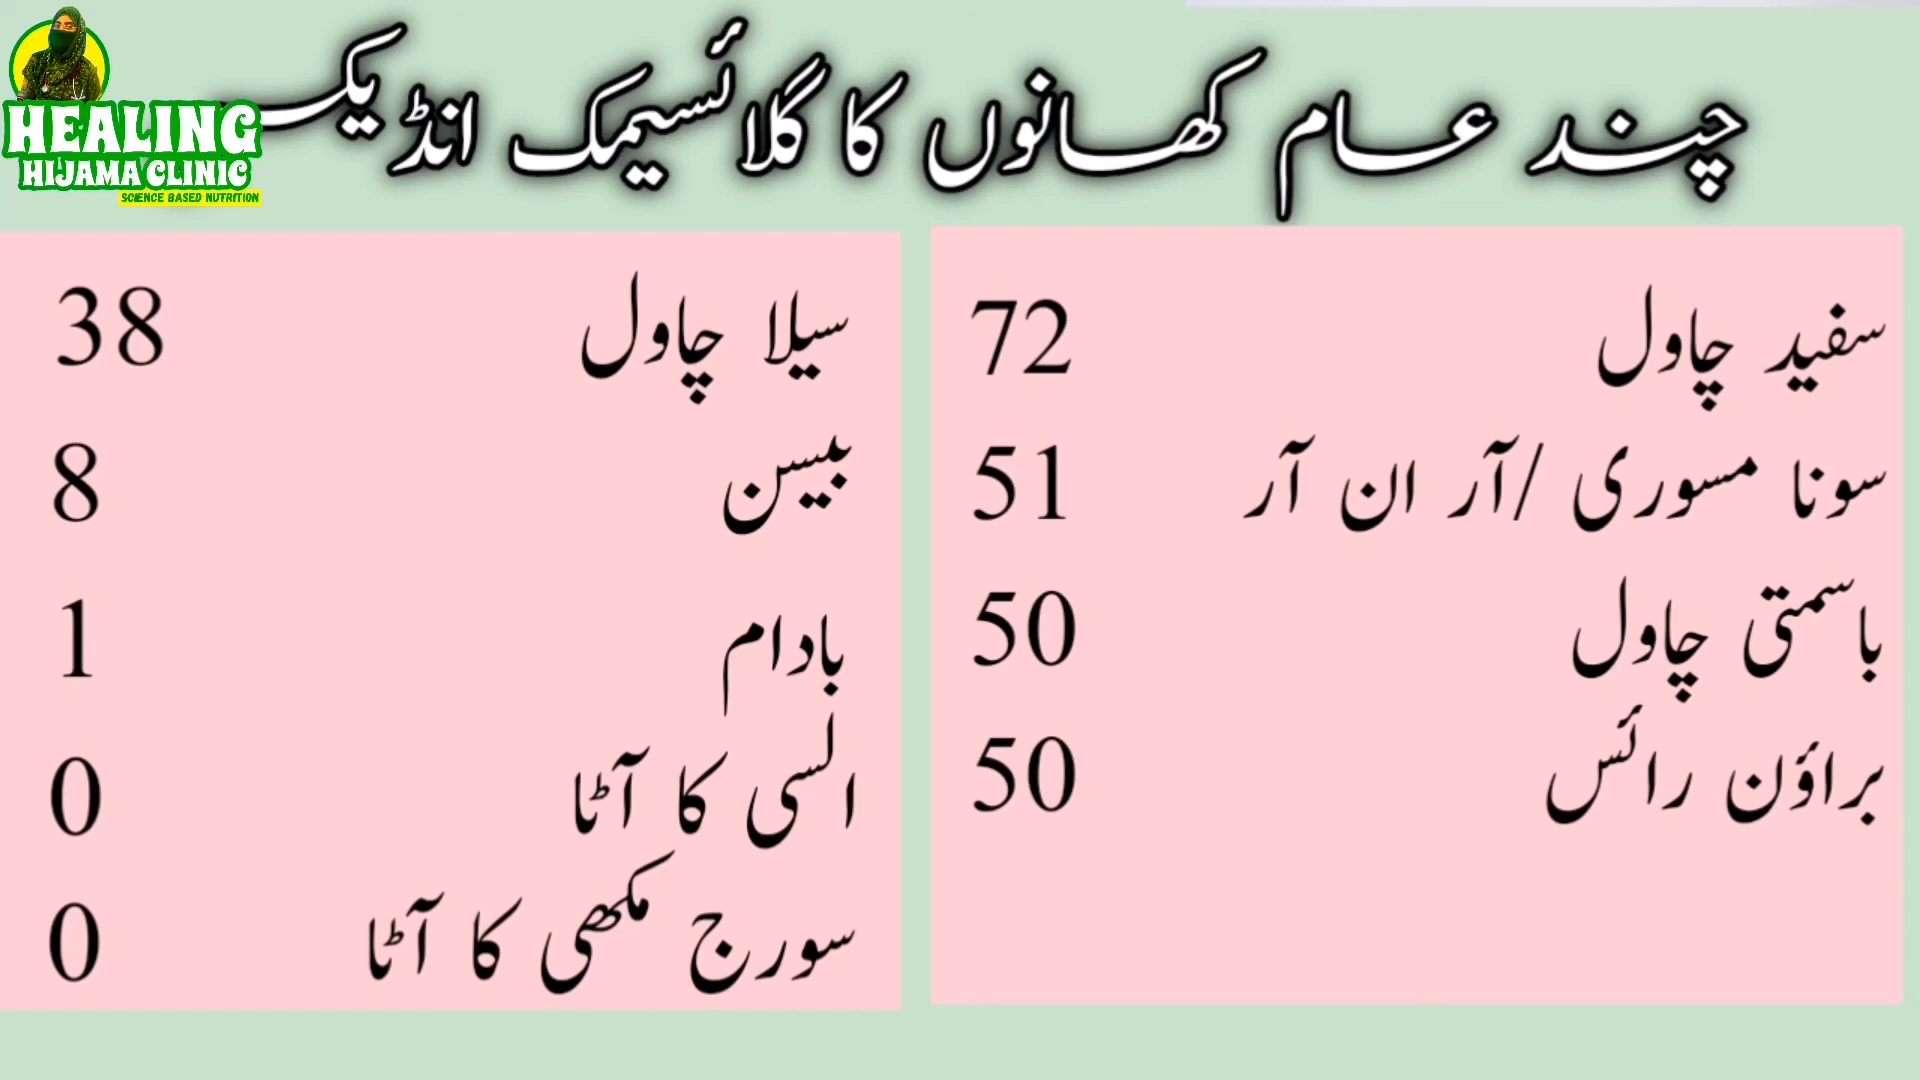 HEALING
HIJAMA CLINIC
SCIENCE BASED NUTRITION
چند عام کھانوں کا گلائسیمک انڈیکس
سفید چاول 72
سونا مسوری /آر ان آر 51
باسمتی چاول 50
براؤن رائس 50
سیلا چاول 38
بیسن 8
بادام 1
السی کا آٹا 0
سورج مکھی کا آٹا 0